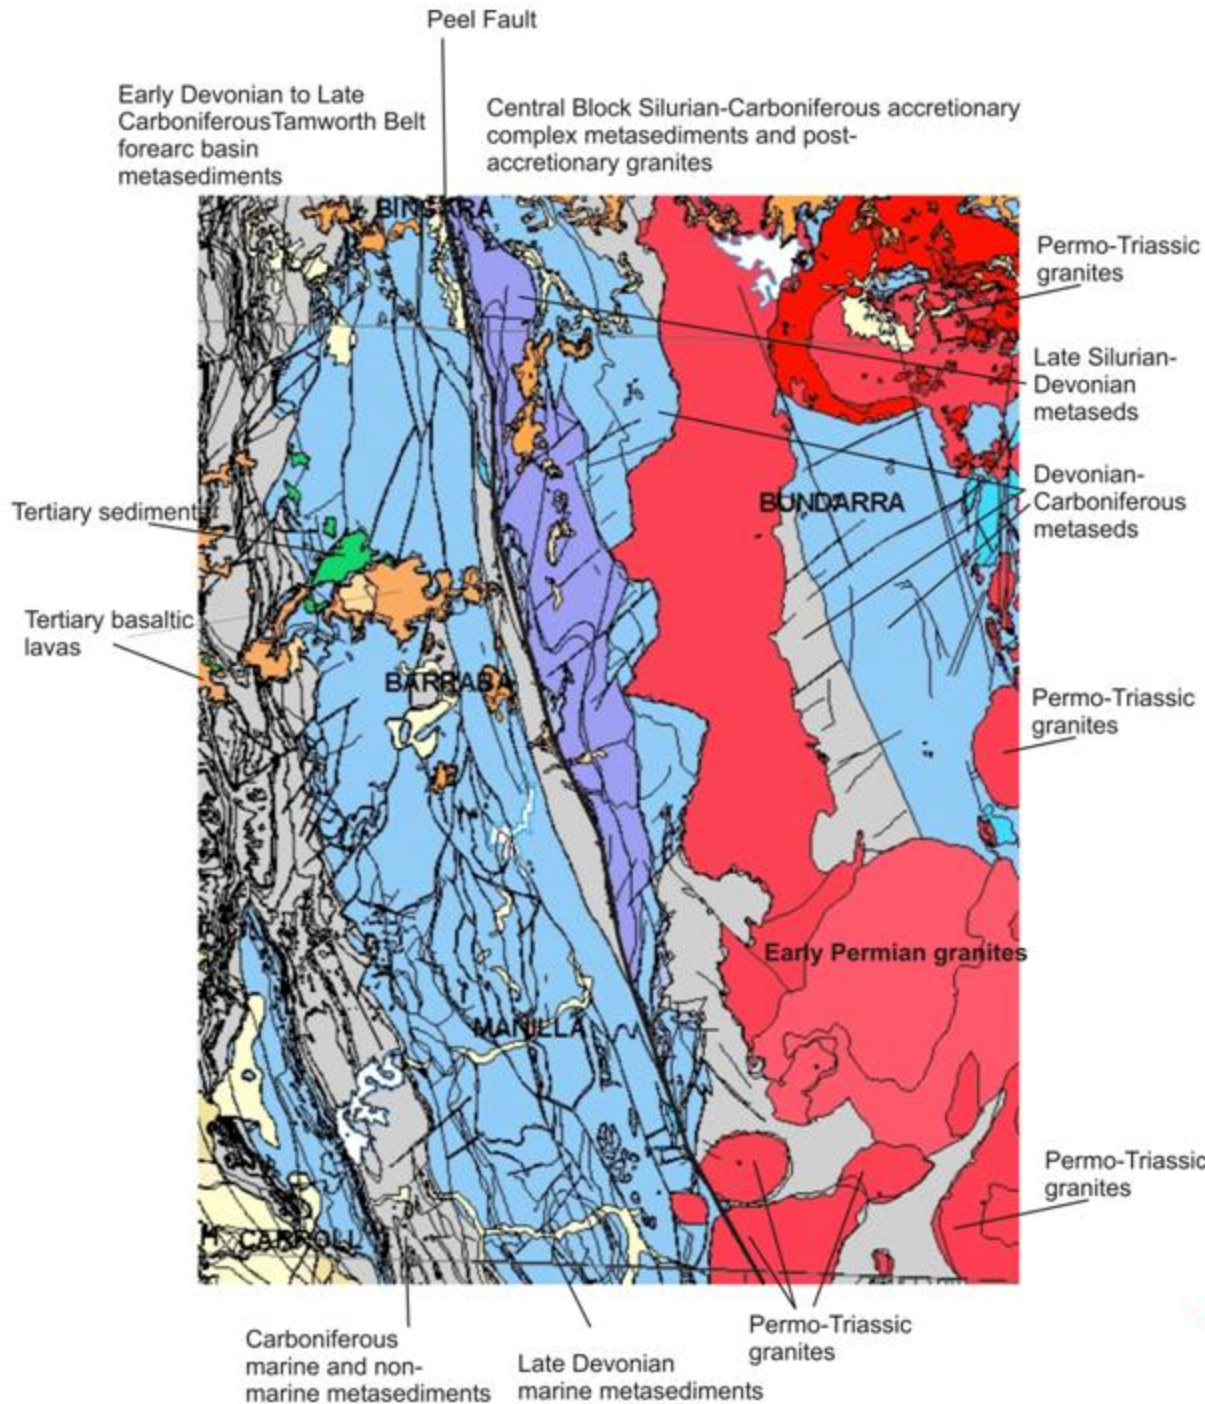 Peel Fault
Early Devonian to Late
CarboniferousTamworth Belt
forearc basin
metasediments
Central Block Silurian-Carboniferous accretionary
complex metasediments and post-
accretionary granites
BINGARA
Permo-Triassic
granites
Late Silurian-
Devonian
metaseds
Devonian-
Carboniferous
metaseds
BUNDARRA
Tertiary sediments
Tertiary basaltic
lavas
BARRABA
Permo-Triassic
granites
Early Permian granites
MANILLA
Permo-Triassic
granites
H CARROLL
Permo-Triassic
granites
Carboniferous
marine and non-
marine metasediments
Late Devonian
marine metasediments